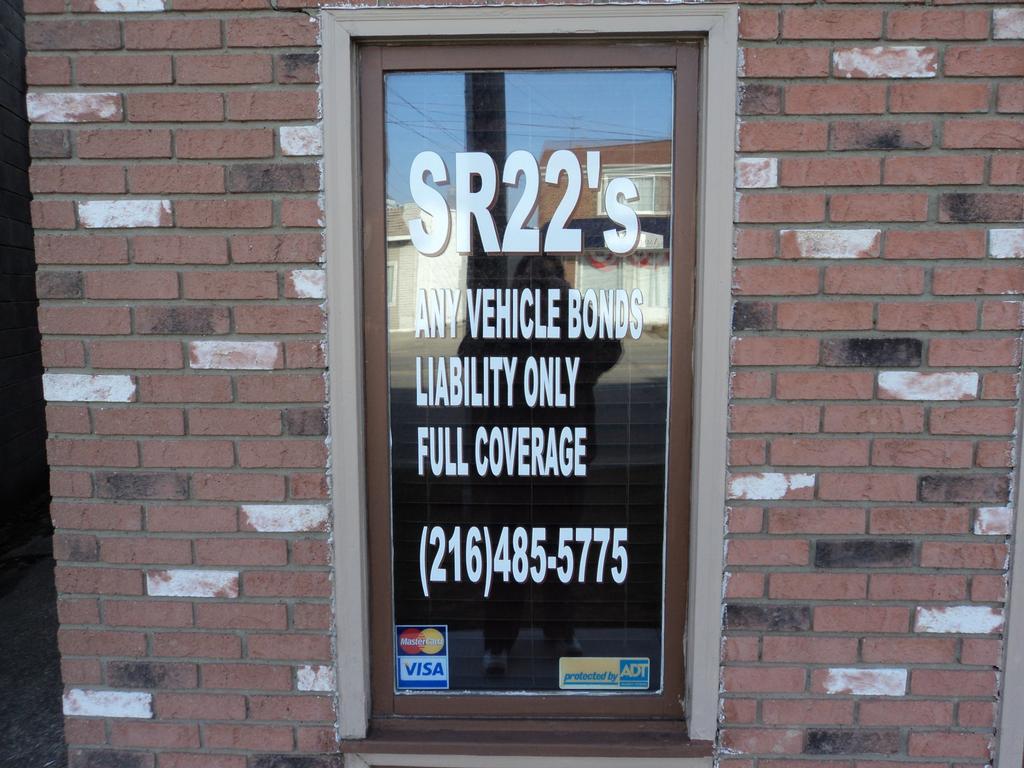 SR22's
ANY VEHICLE BONDS
LIABILITY ONLY
FULL COVERAGE
(216)485-5775
MasterCard
VISA
protected by ADT